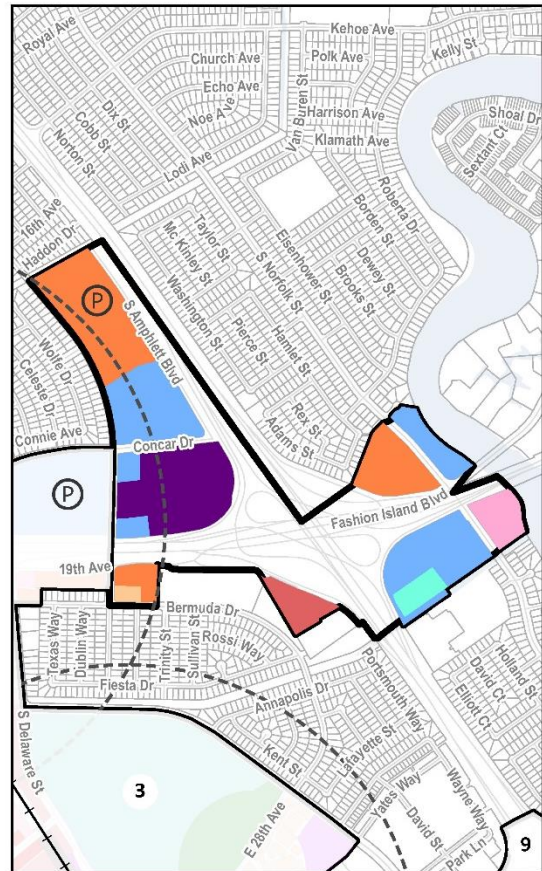 Kehoe Ave
Royal Ave
Kelly St
Church Ave
Polk Ave
Echo Ave
Dix St
Van Buren St
Noe Ave
Harrison Ave
Shoal Dr
Cobb St
Klamath Ave
Sextant Ct
Norton St
Lodi Ave
Roberta Dr
Borden St
16th Ave
Haddon Dr
Taylor St
Mc Kinley St
Eisenhower St
Dewey St
Brooks St
S Norfolk St
Washington St
P
S Amphlett Blvd
Pierce St
Hamlet St
Wolfe Dr
Celeste Dr
Rex St
Adams St
Connie Ave
Concar Dr
P
Fashion Island Blvd
19th Ave
Bermuda Dr
Texas Way
Dublin Way
Trinity St
Sullivan St
Rossi Way
Holland St
David Ct
Elliott Ct
Portsmouth Way
Fiesta Dr
Annapolis Dr
S Delaware St
Lafayette St
Kent St
Yates Way
Wayne Way
3
E 28th Ave
David St
Park Ln
9